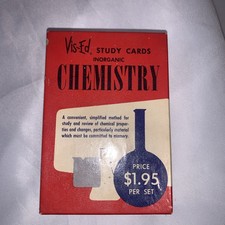 Vis-Ed STUDY CARDS
INORGANIC
CHEMISTRY
A convenient, simplified method for
study and review of chemical proper-
ties and changes, particularly material
which must be committed to memory.
PRICE
$1.95
PER SET